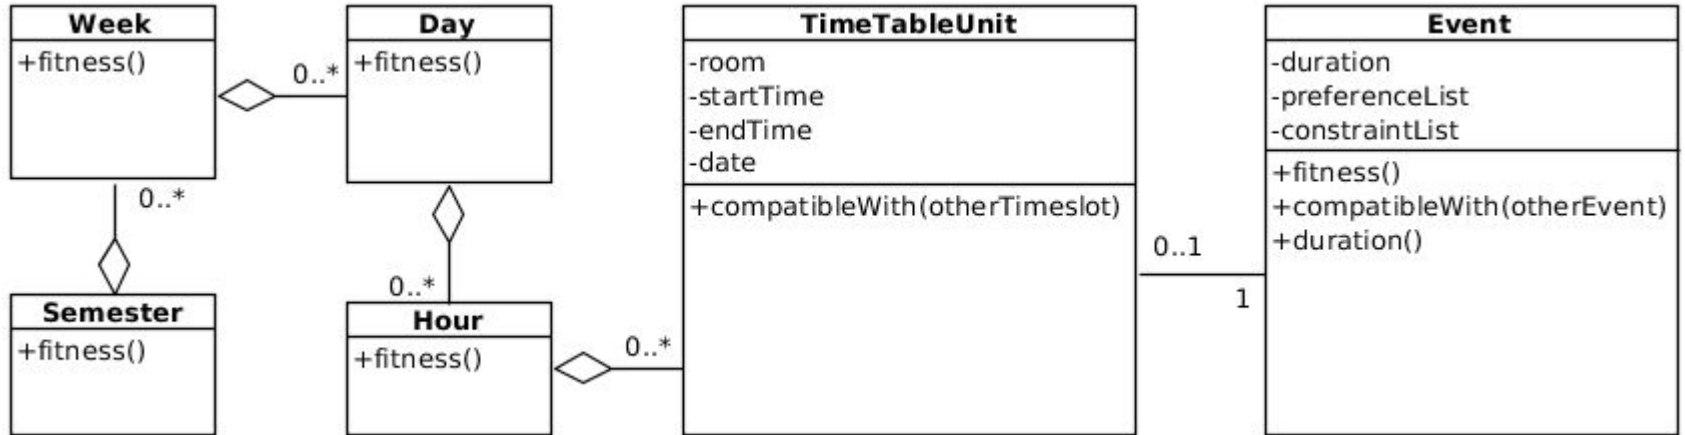 Week
+fitness()
0..*
Day
+fitness()
0..*
Semester
+fitness()
0..*
Hour
+fitness()
0..*
TimeTableUnit
-room
-startTime
-endTime
-date
+compatibleWith(otherTimeslot)
0..1
1
Event
-duration
-preferenceList
-constraintList
+fitness()
+compatibleWith(otherEvent)
+duration()